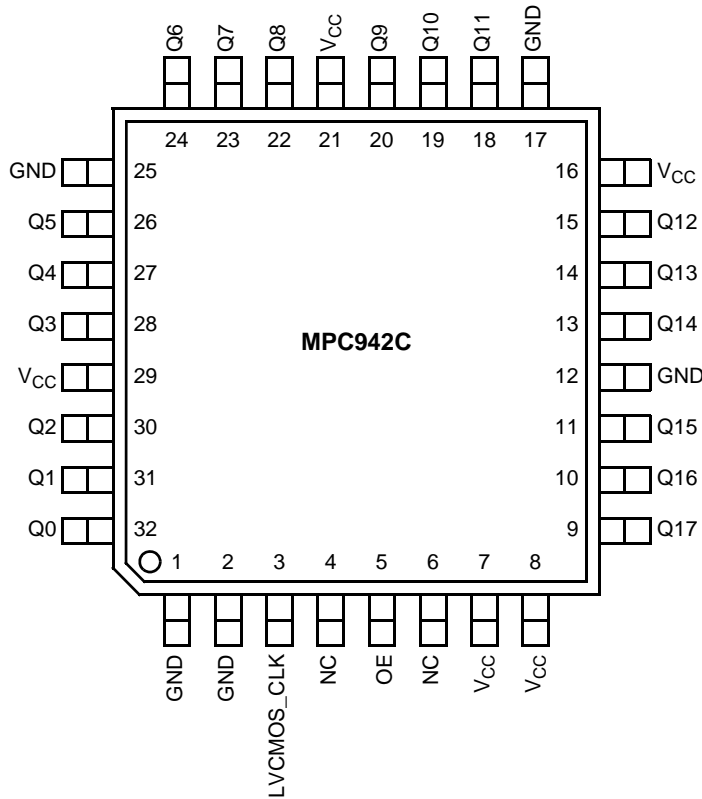 Q6 Q7 Q8 VCC Q9 Q10 Q11 GND
24 23 22 21 20 19 18 17
GND 25 16 VCC
Q5 26 15 Q12
Q4 27 14 Q13
Q3 28 13 Q14
MPC942C
VCC 29 12 GND
Q2 30 11 Q15
Q1 31 10 Q16
Q0 32 9 Q17
1 2 3 4 5 6 7 8
GND GND LVCMOS_CLK NC OE NC VCC VCC